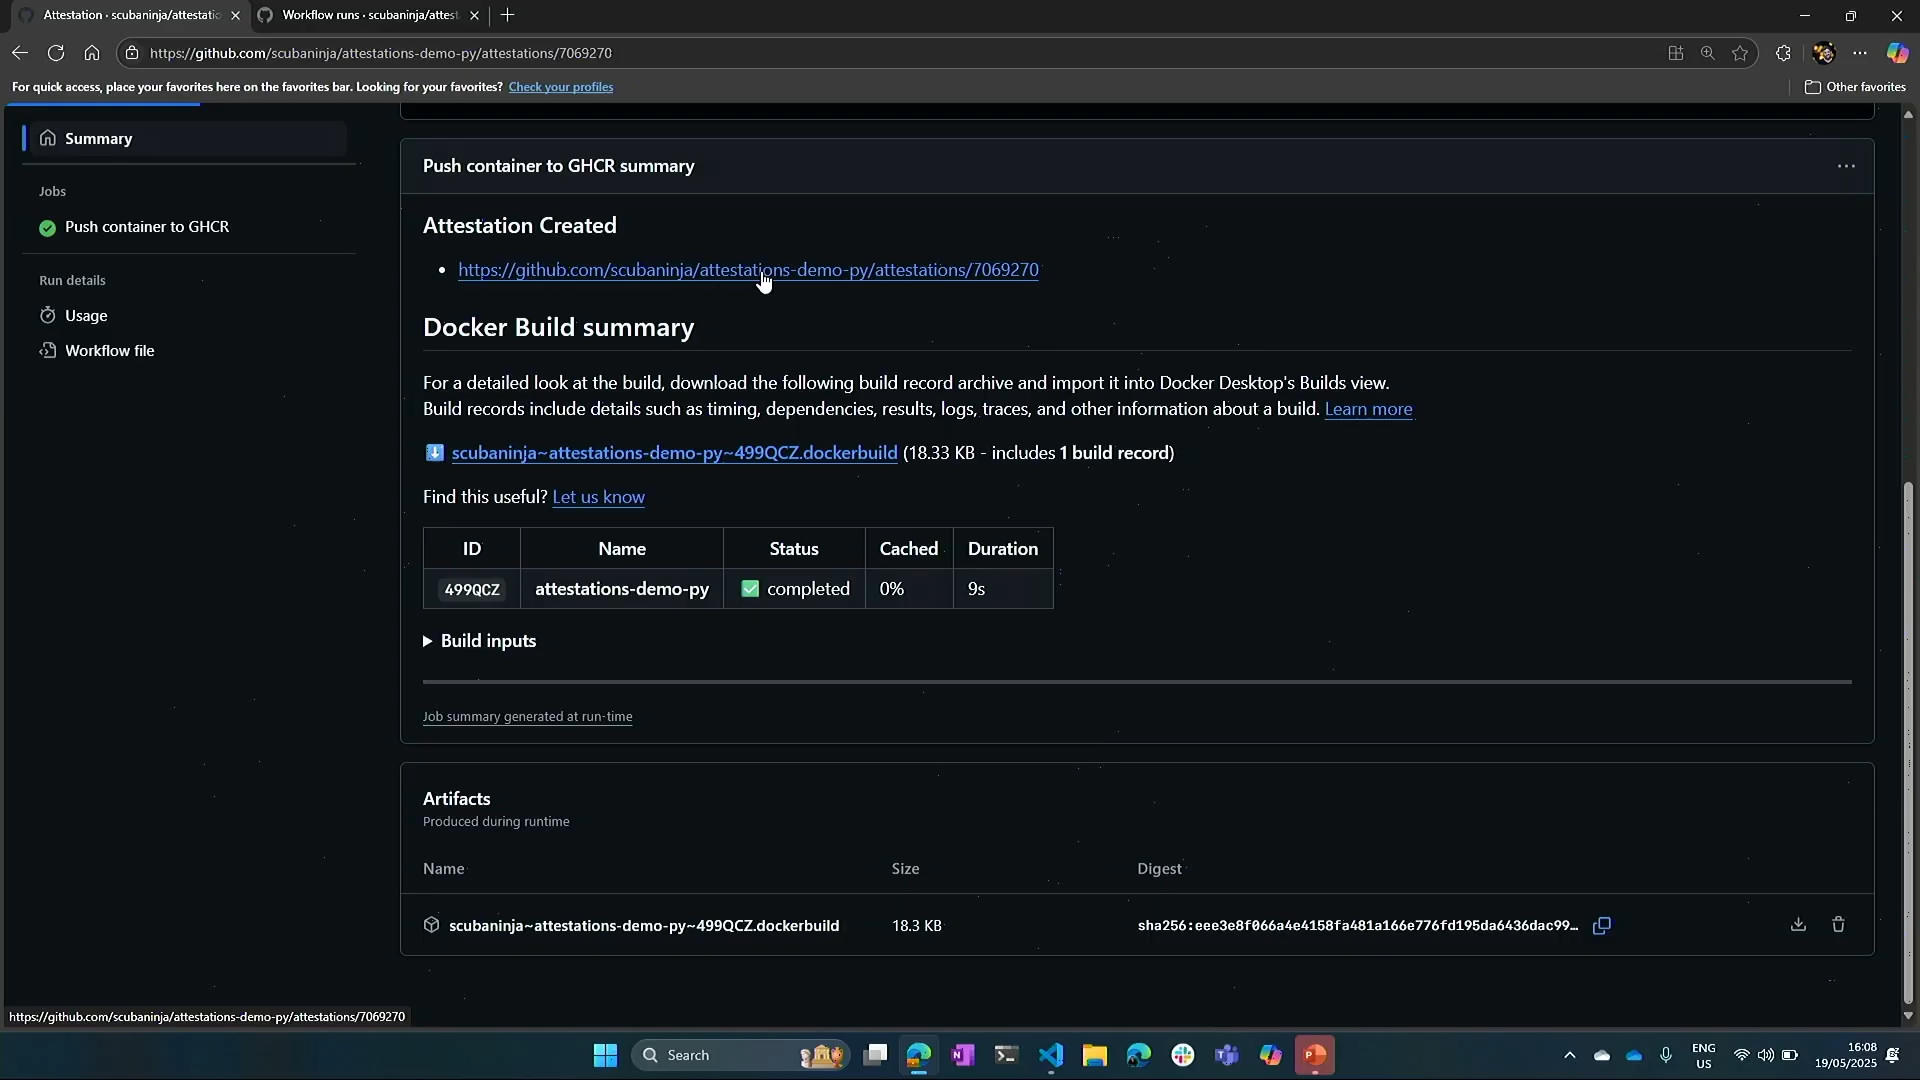 Attestation · scubaninja/attestatio
Workflow runs · scubaninja/attest
https://github.com/scubaninja/attestations-demo-py/attestations/7069270
For quick access, place your favorites here on the favorites bar. Looking for your favorites? Check your profiles
Other favorites
Summary
Jobs
Push container to GHCR
Run details
Usage
Workflow file
Push container to GHCR summary
Attestation Created
https://github.com/scubaninja/attestations-demo-py/attestations/7069270
Docker Build summary
For a detailed look at the build, download the following build record archive and import it into Docker Desktop's Builds view.
Build records include details such as timing, dependencies, results, logs, traces, and other information about a build. Learn more
scubaninja~attestations-demo-py~499QCZ.dockerbuild (18.33 KB - includes 1 build record)
Find this useful? Let us know
ID Name Status Cached Duration
499QCZ attestations-demo-py ✅ completed 0% 9s
Build inputs
Job summary generated at run-time
Artifacts
Produced during runtime
Name Size Digest
scubaninja~attestations-demo-py~499QCZ.dockerbuild 18.3 KB sha256:eee3e8f066a4e4158fa481a166e776fd195da6436dac99…
https://github.com/scubaninja/attestations-demo-py/attestations/7069270
Search
ENG
US
16:08
19/05/2025